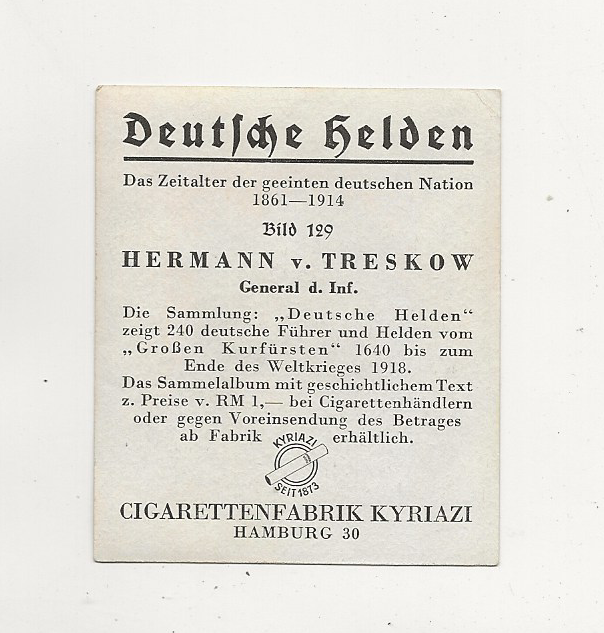 Deutſche Helden
Das Zeitalter der geeinten deutschen Nation
1861—1914
Bild 129
HERMANN v. TRESKOW
General d. Inf.
Die Sammlung: „Deutsche Helden“
zeigt 240 deutsche Führer und Helden vom
„Großen Kurfürsten“ 1640 bis zum
Ende des Weltkrieges 1918.
Das Sammelalbum mit geschichtlichem Text
z. Preise v. RM 1,— bei Cigarettenhändlern
oder gegen Voreinsendung des Betrages
ab Fabrik erhältlich.
KYRIAZI
SEIT 1873
CIGARETTENFABRIK KYRIAZI
HAMBURG 30